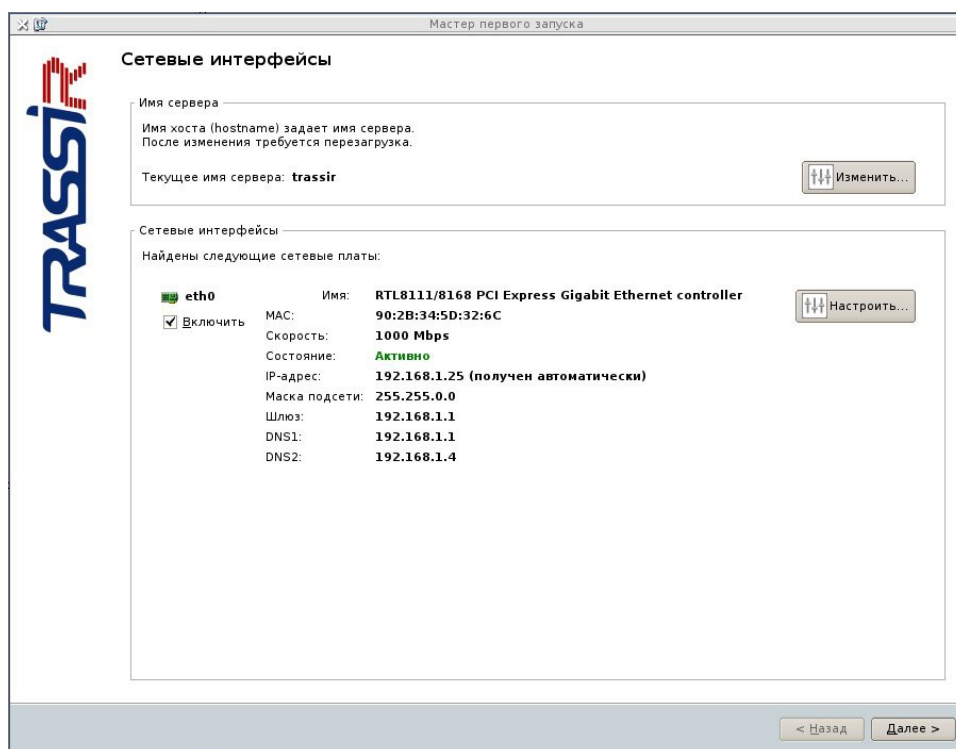 Мастер первого запуска
TRASSIR
Сетевые интерфейсы
Имя сервера
Имя хоста (hostname) задает имя сервера.
После изменения требуется перезагрузка.
Текущее имя сервера: trassir
Изменить...
Сетевые интерфейсы
Найдены следующие сетевые платы:
eth0
Включить
Имя: RTL8111/8168 PCI Express Gigabit Ethernet controller
MAC: 90:2B:34:5D:32:6C
Скорость: 1000 Mbps
Состояние: Активно
IP-адрес: 192.168.1.25 (получен автоматически)
Маска подсети: 255.255.0.0
Шлюз: 192.168.1.1
DNS1: 192.168.1.1
DNS2: 192.168.1.4
Настроить...
< Назад
Далее >